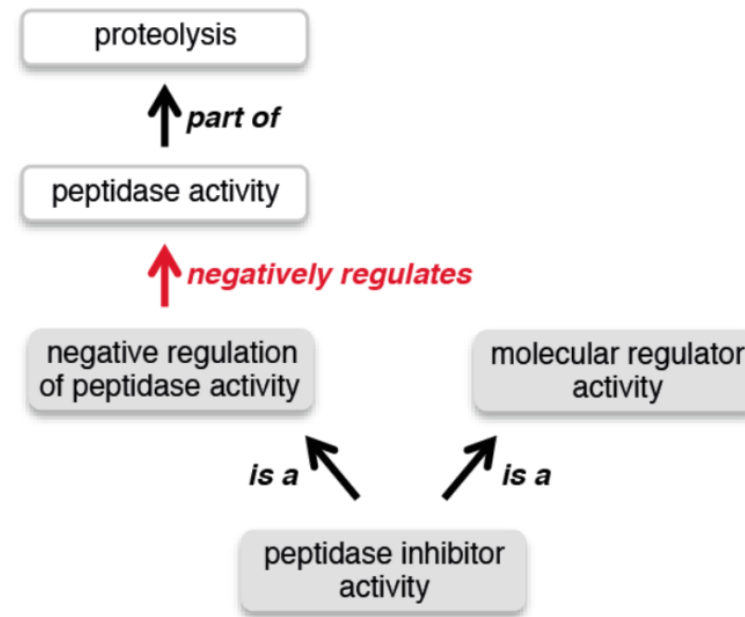 proteolysis
part of
peptidase activity
negatively regulates
negative regulation
of peptidase activity
molecular regulator
activity
is a
is a
peptidase inhibitor
activity